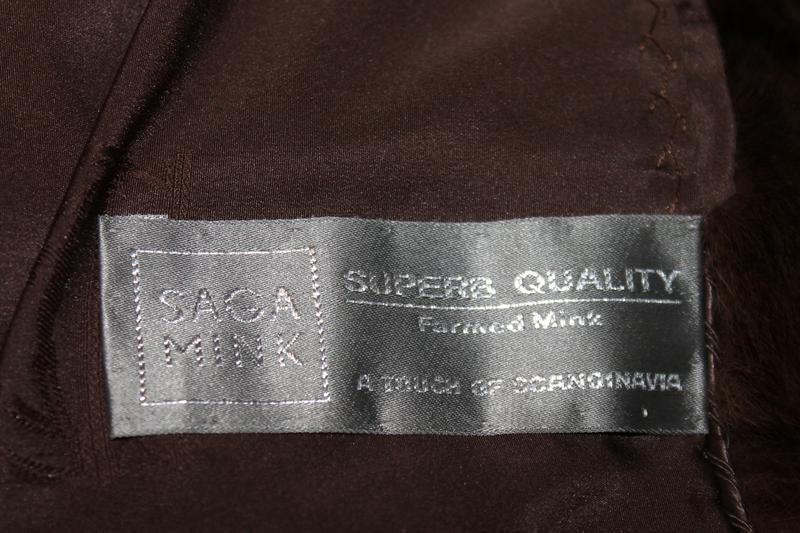 SAGA
MINK
SUPERB QUALITY
Farmed Mink
A TOUCH OF SCANDINAVIA